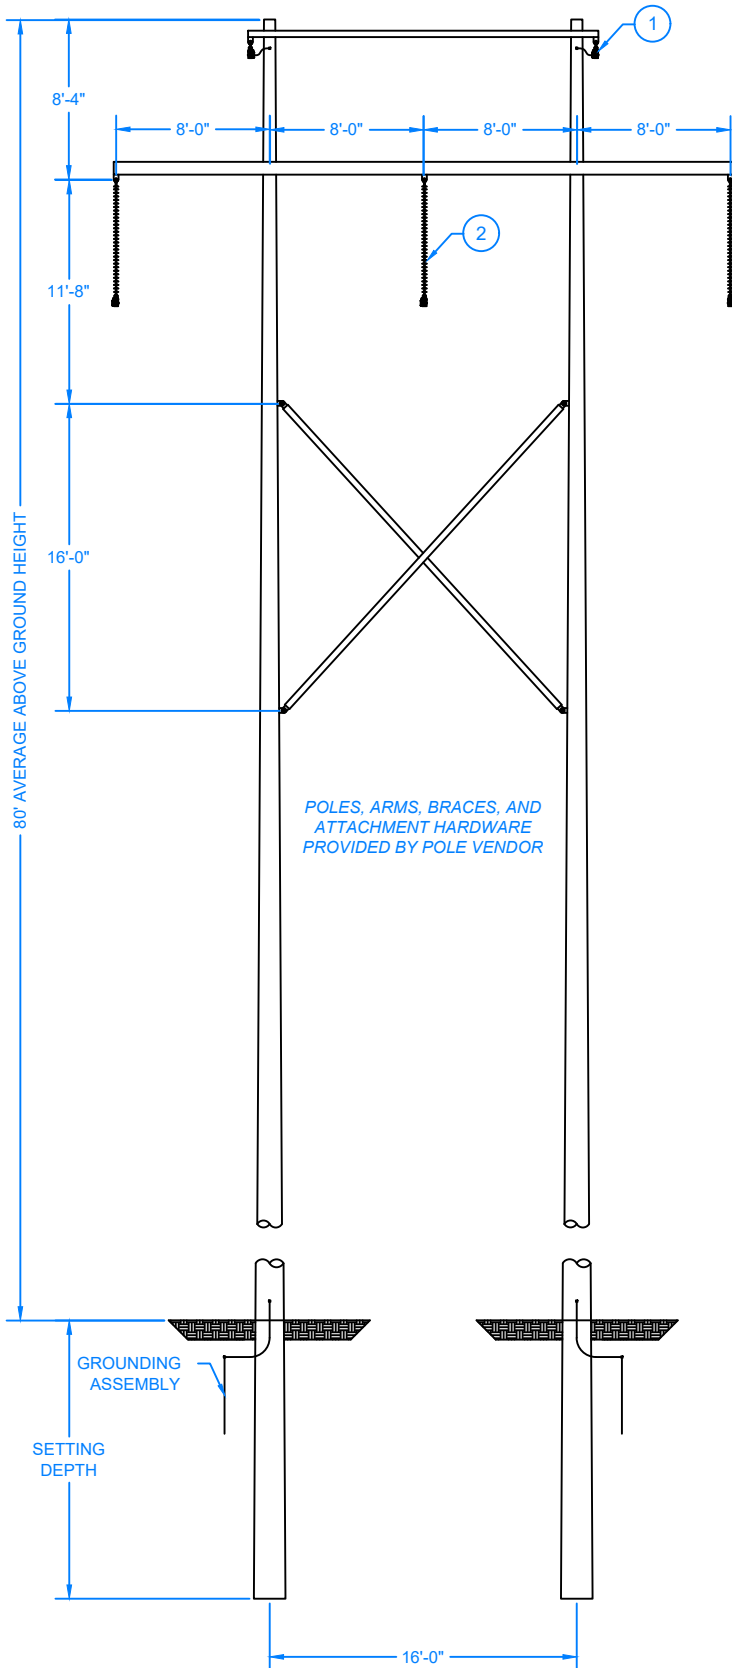 1
8'-4"
8'-0"
8'-0"
8'-0"
8'-0"
2
11'-8"
16'-0"
80' AVERAGE ABOVE GROUND HEIGHT
POLES, ARMS, BRACES, AND
ATTACHMENT HARDWARE
PROVIDED BY POLE VENDOR
GROUNDING
ASSEMBLY
SETTING
DEPTH
16'-0"